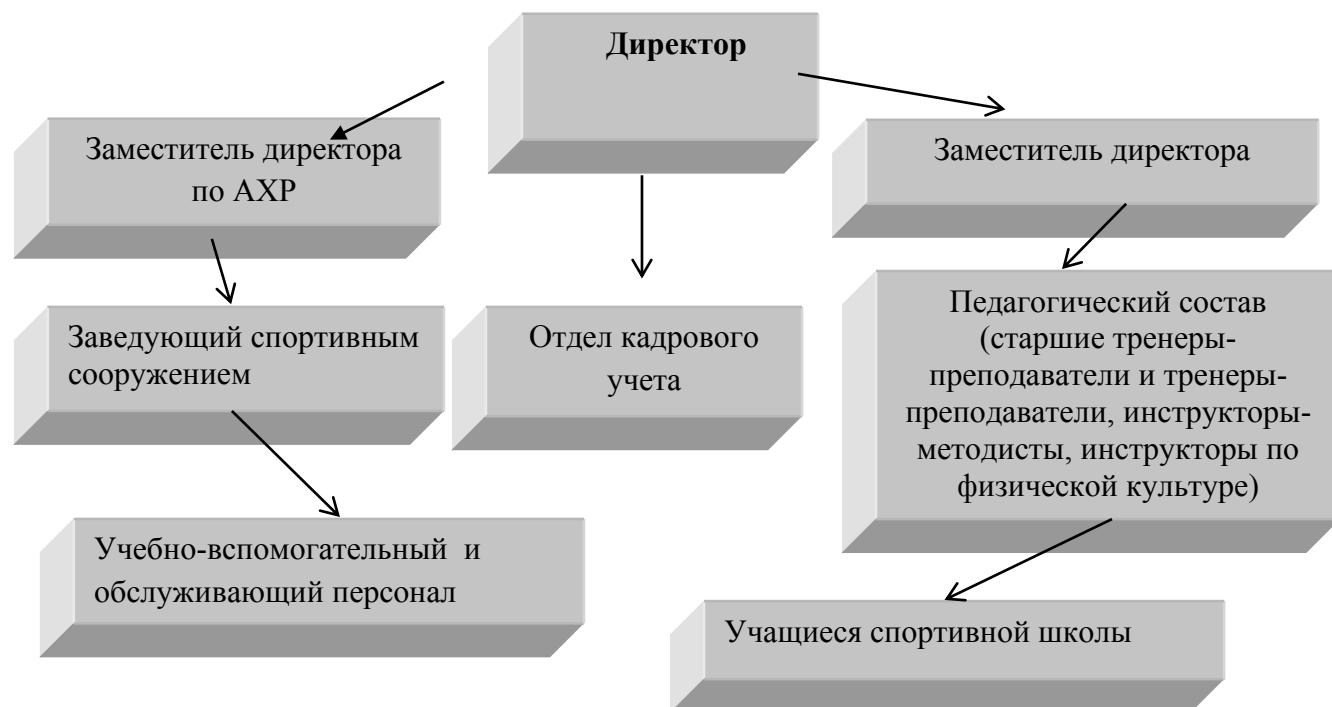 Директор
Заместитель директора
по АХР
Заместитель директора
Заведующий спортивным
сооружением
Отдел кадрового
учета
Педагогический состав
(старшие тренеры-
преподаватели и тренеры-
преподаватели, инструкторы-
методисты, инструкторы по
физической культуре)
Учебно-вспомогательный и
обслуживающий персонал
Учащиеся спортивной школы